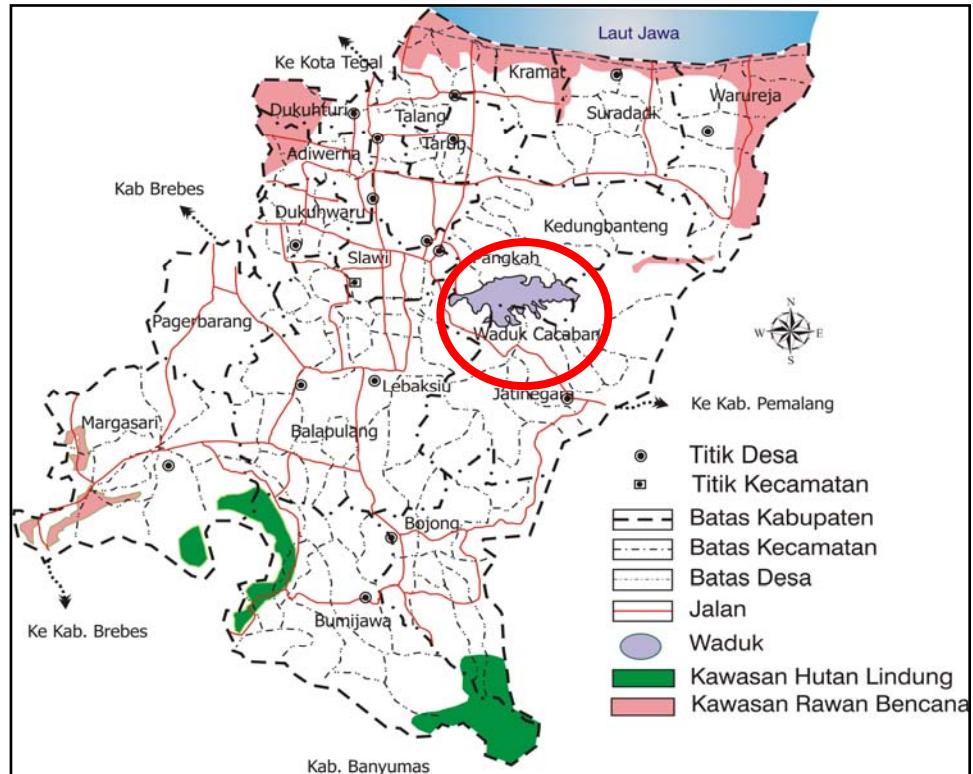 Laut Jawa
Ke Kota Tegal
Kramat
Dukuhturi
Talang
Suradadi
Warureja
Adiwerna
Tarub
Kab Brebes
Dukuhwaru
Kedungbanteng
Slawi
Pangkah
Pagerbarang
Waduk Cacaban
N
W
E
S
Lebaksiu
Jatinegara
Ke Kab. Pemalang
Margasari
Balapulang
Titik Desa
Titik Kecamatan
Bojong
Batas Kabupaten
Batas Kecamatan
Batas Desa
Jalan
Ke Kab. Brebes
Bumijawa
Waduk
Kawasan Hutan Lindung
Kawasan Rawan Bencana
Kab. Banyumas